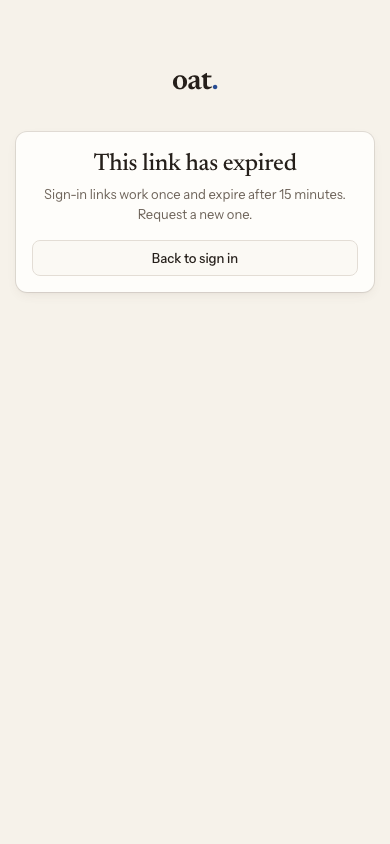 oat.
This link has expired
Sign-in links work once and expire after 15 minutes.
Request a new one.
Back to sign in